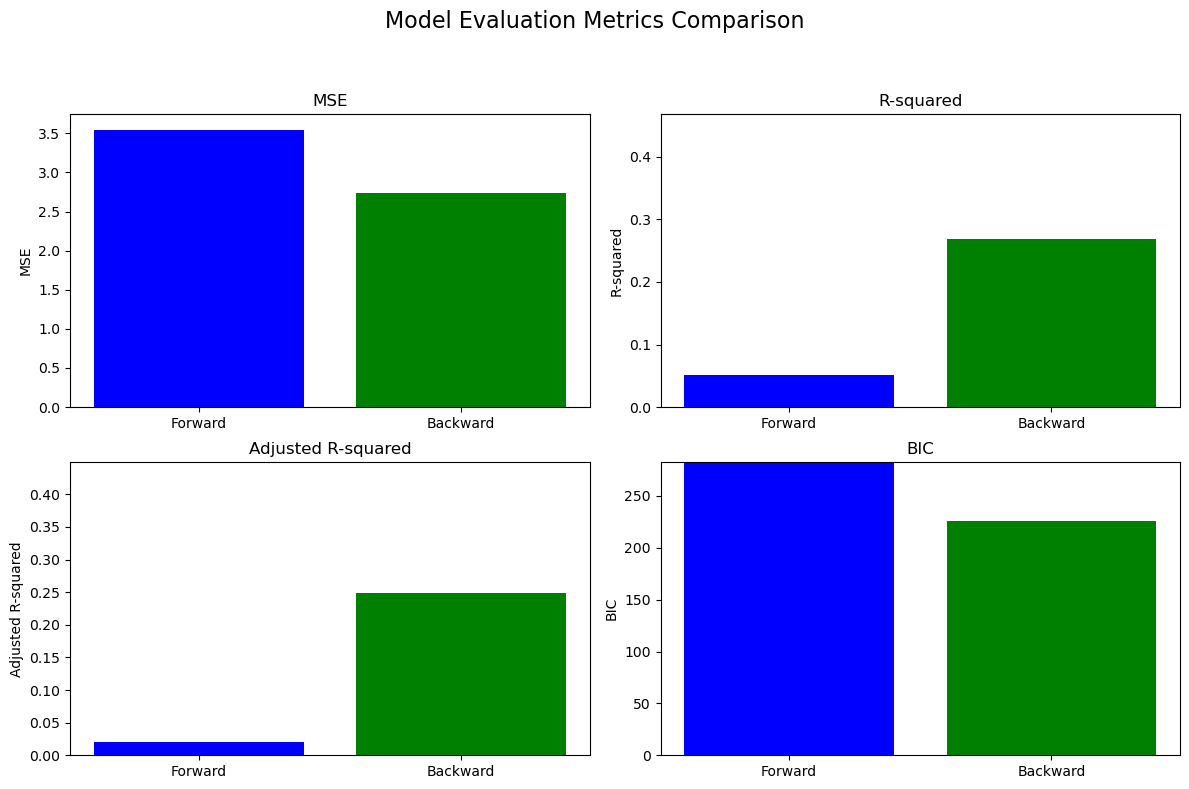 Model Evaluation Metrics Comparison
MSE
3.5
3.0
2.5
2.0
1.5
1.0
0.5
0.0
MSE
Forward
Backward
R-squared
0.4
0.3
0.2
0.1
0.0
R-squared
Forward
Backward
Adjusted R-squared
0.40
0.35
0.30
0.25
0.20
0.15
0.10
0.05
0.00
Adjusted R-squared
Forward
Backward
BIC
250
200
150
100
50
0
BIC
Forward
Backward